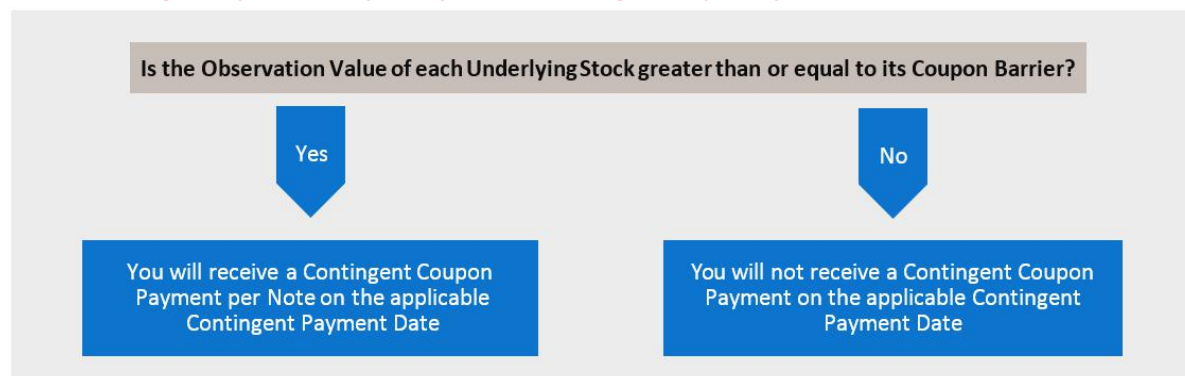 Is the Observation Value of each Underlying Stock greater than or equal to its Coupon Barrier?
Yes
No
You will receive a Contingent Coupon
Payment per Note on the applicable
Contingent Payment Date
You will not receive a Contingent Coupon
Payment on the applicable Contingent
Payment Date